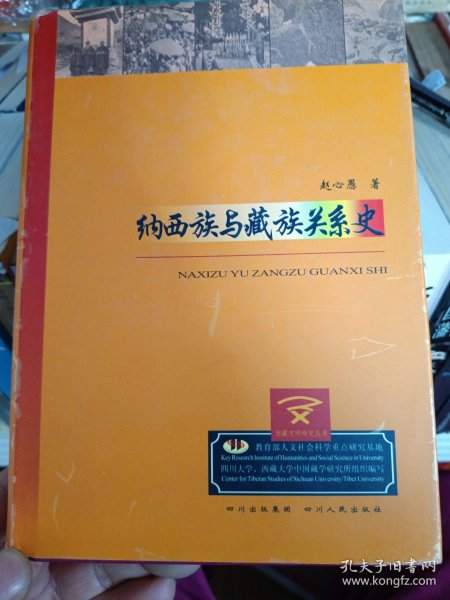 赵心愚 著
纳西族与藏族关系史
NAXIZU YU ZANGZU GUANXI SHI
西藏文明研究丛书
教育部人文社会科学重点研究基地
Key Research Institute of Humanities and Social Science in University
四川大学、西藏大学中国藏学研究所组织编写
Center for Tibetan Studies of Sichuan University/Tibet University
四川出版集团 四川人民出版社
孔夫子旧书网
www.kongfz.com